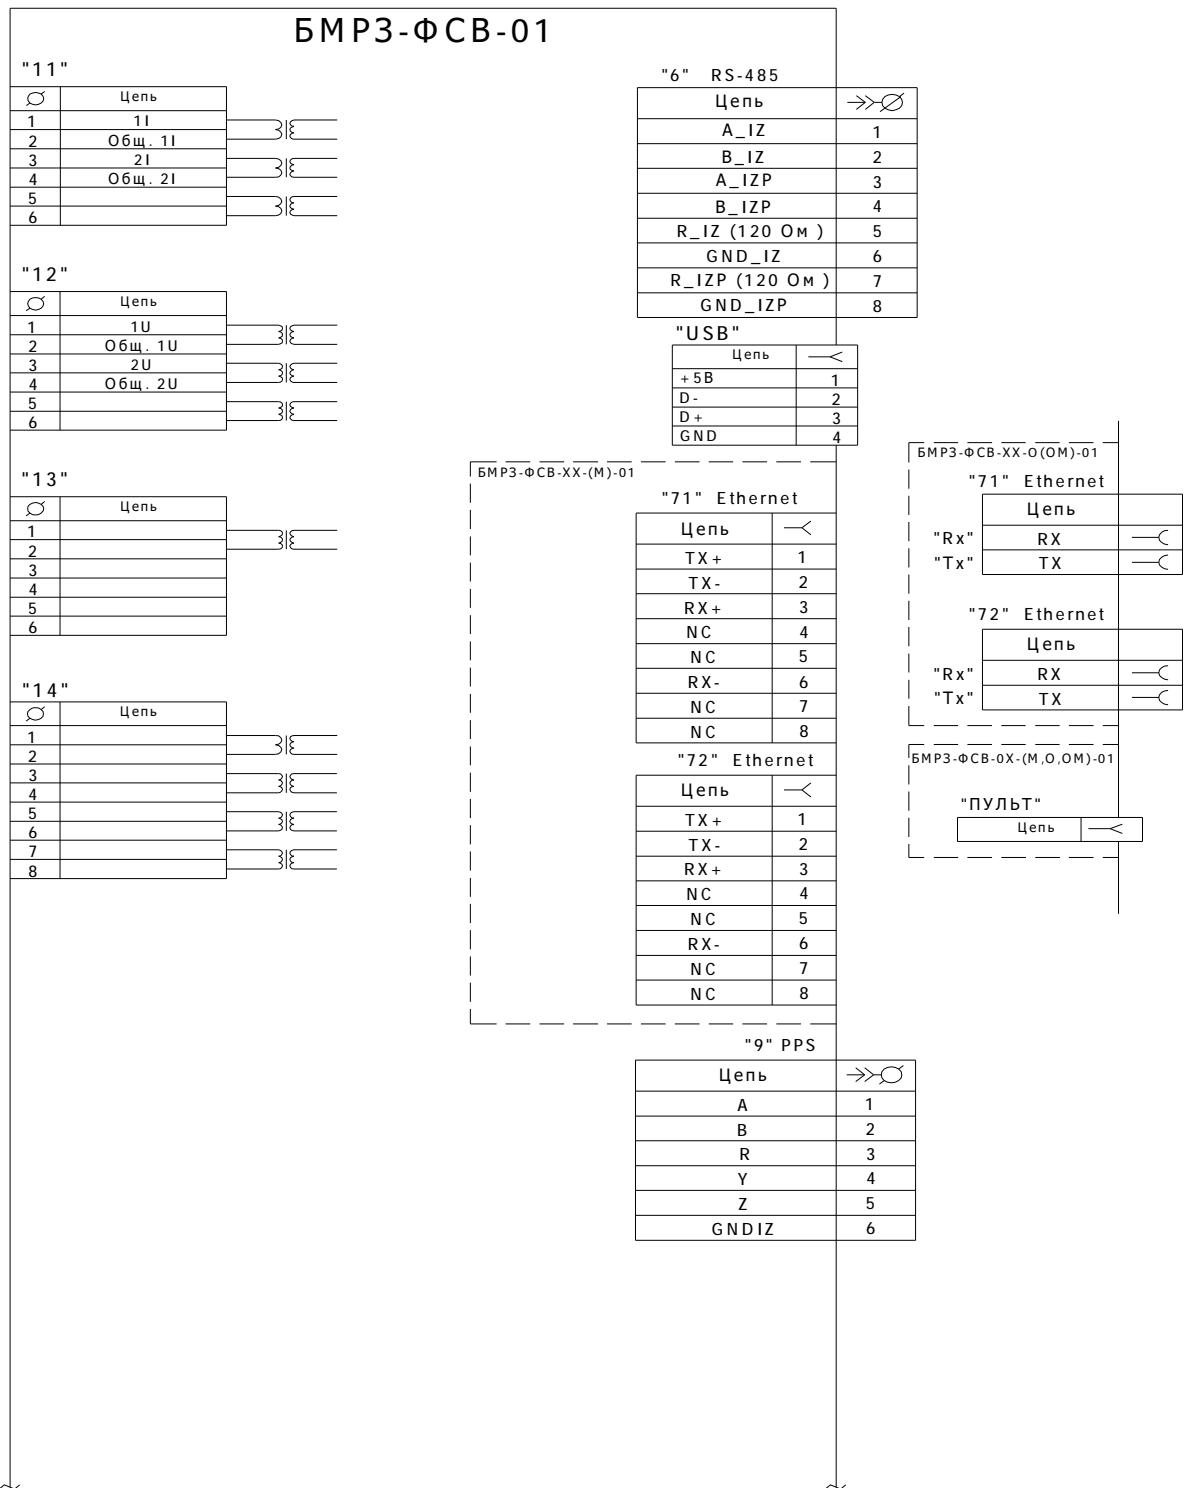 БМРЗ-ФСВ-01
"11"
Цепь
1 1I
2 Общ. 1I
3 2I
4 Общ. 2I
5
6
"12"
Цепь
1 1U
2 Общ. 1U
3 2U
4 Общ. 2U
5
6
"13"
Цепь
1
2
3
4
5
6
"14"
Цепь
1
2
3
4
5
6
7
8
"6" RS-485
Цепь
A_IZ 1
B_IZ 2
A_IZP 3
B_IZP 4
R_IZ (120 Ом) 5
GND_IZ 6
R_IZP (120 Ом) 7
GND_IZP 8
"USB"
Цепь
+5В 1
D- 2
D+ 3
GND 4
БМРЗ-ФСВ-ХХ-(М)-01
"71" Ethernet
Цепь
TX+ 1
TX- 2
RX+ 3
NC 4
NC 5
RX- 6
NC 7
NC 8
"72" Ethernet
Цепь
TX+ 1
TX- 2
RX+ 3
NC 4
NC 5
RX- 6
NC 7
NC 8
"9" PPS
Цепь
A 1
B 2
R 3
Y 4
Z 5
GNDIZ 6
БМРЗ-ФСВ-ХХ-О(ОМ)-01
"71" Ethernet
Цепь
"Rx" RX
"Tx" TX
"72" Ethernet
Цепь
"Rx" RX
"Tx" TX
БМРЗ-ФСВ-0Х-(М,О,ОМ)-01
"ПУЛЬТ"
Цепь